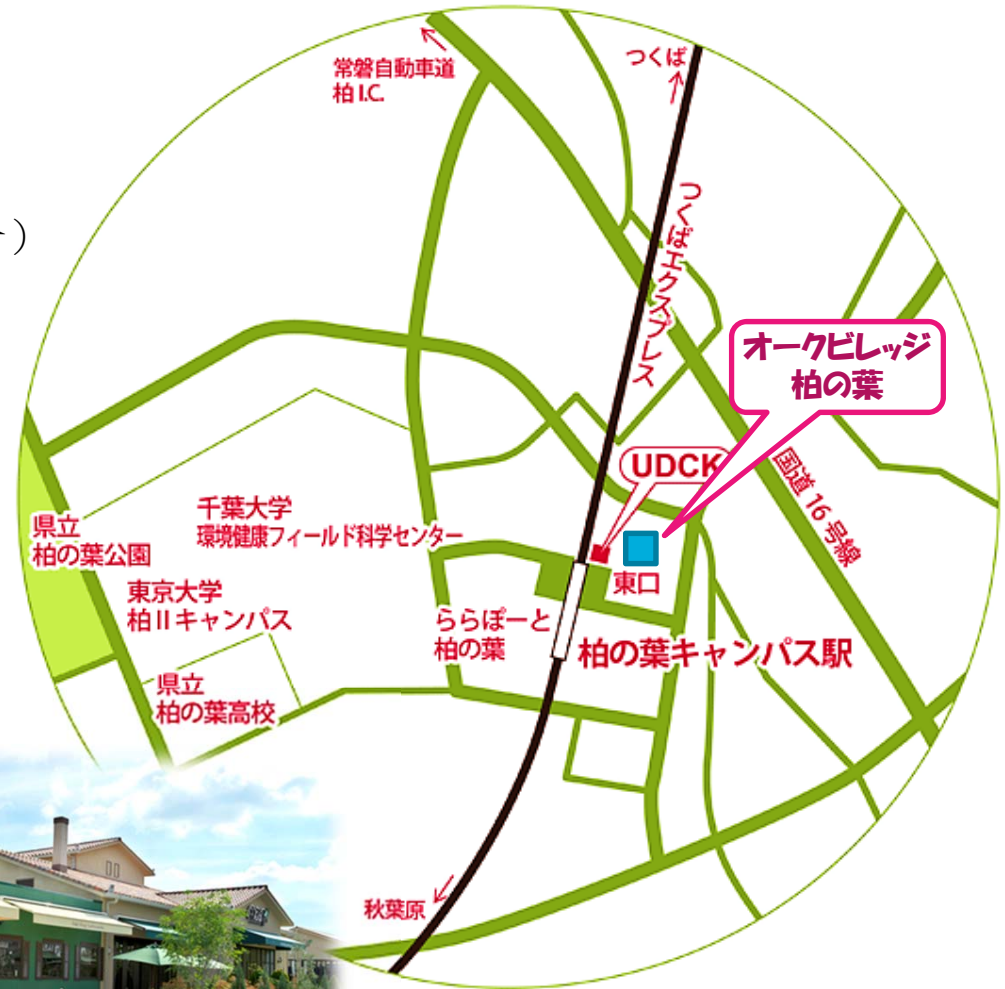 つくば
常磐自動車道
柏 I.C.
つくばエクスプレス
オークビレッジ
柏の葉
UDCK
国道 16 号線
千葉大学
環境健康フィールド科学センター
県立
柏の葉公園
東口
東京大学
柏 II キャンパス
ららぽーと
柏の葉
柏の葉キャンパス駅
県立
柏の葉高校
秋葉原